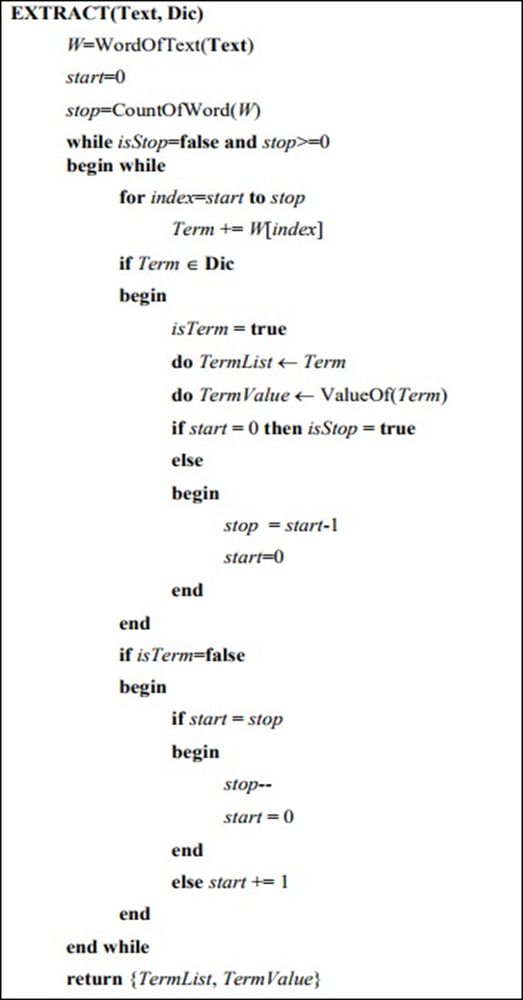 EXTRACT(Text, Dic)
W=WordOfText(Text)
start=0
stop=CountOfWord(W)
while isStop=false and stop>=0
begin while
for index=start to stop
Term += W[index]
if Term ∈ Dic
begin
isTerm = true
do TermList ← Term
do TermValue ← ValueOf(Term)
if start = 0 then isStop = true
else
begin
stop = start-1
start=0
end
end
if isTerm=false
begin
if start = stop
begin
stop--
start = 0
end
else start += 1
end
end while
return {TermList, TermValue}